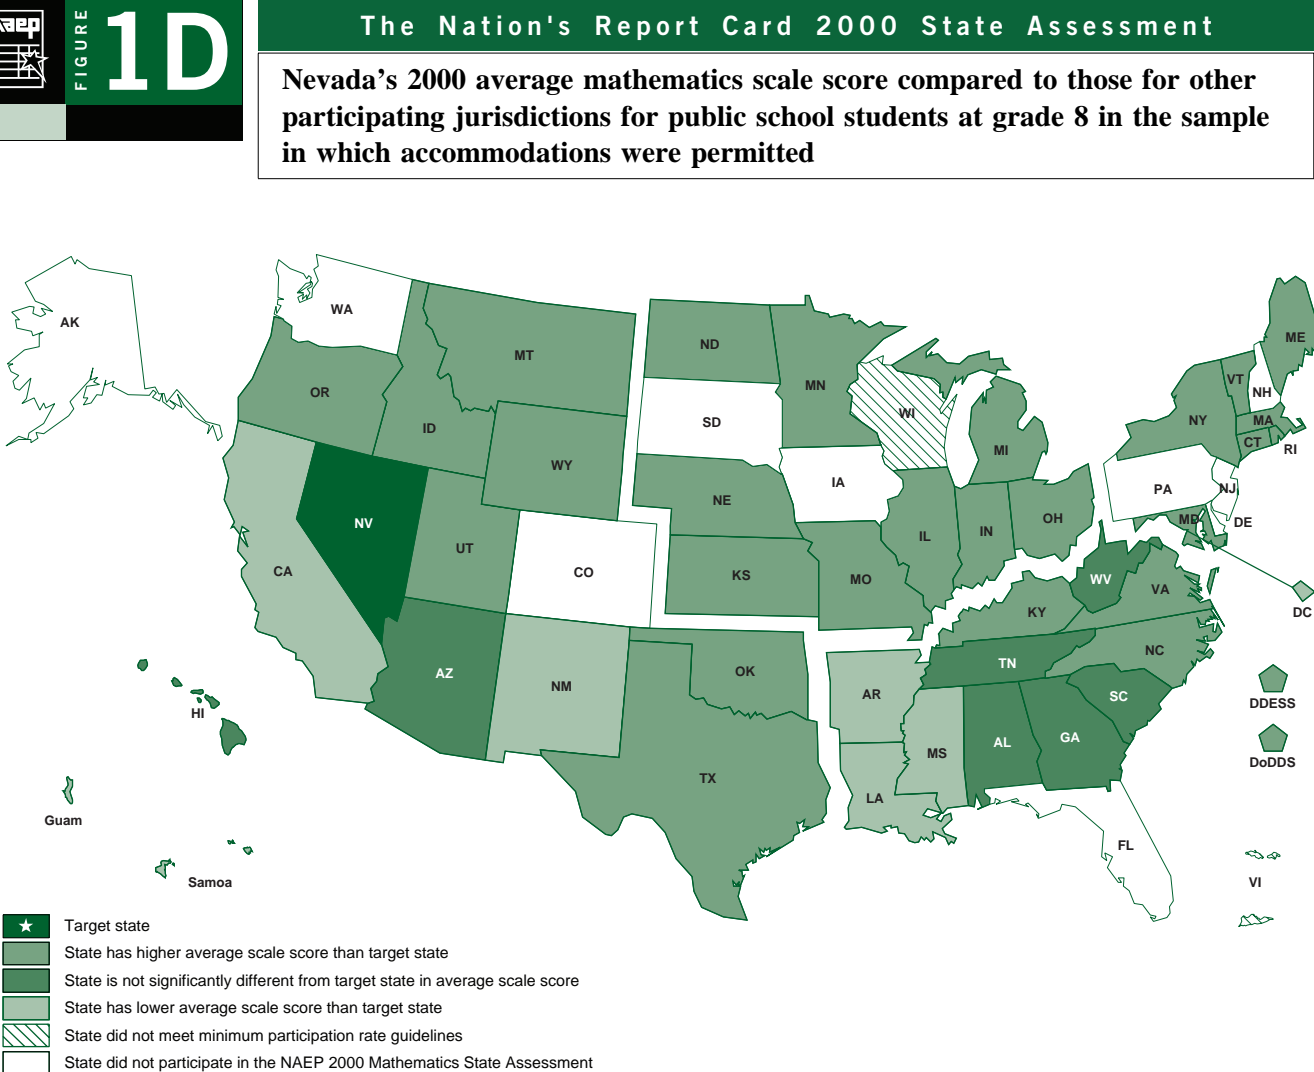 naep
FIGURE
1D
The Nation's Report Card 2000 State Assessment
Nevada's 2000 average mathematics scale score compared to those for other
participating jurisdictions for public school students at grade 8 in the sample
in which accommodations were permitted
AK
WA
MT
ND
MN
ME
VT
NH
OR
ID
SD
WI
NY
MA
CT
RI
WY
MI
NE
IA
PA
NJ
NV
UT
CO
IL
IN
OH
MD
DE
CA
KS
MO
WV
VA
DC
KY
AZ
NM
OK
AR
TN
NC
SC
DDESS
HI
TX
MS
AL
GA
DoDDS
LA
Guam
FL
Samoa
VI
Target state
State has higher average scale score than target state
State is not significantly different from target state in average scale score
State has lower average scale score than target state
State did not meet minimum participation rate guidelines
State did not participate in the NAEP 2000 Mathematics State Assessment